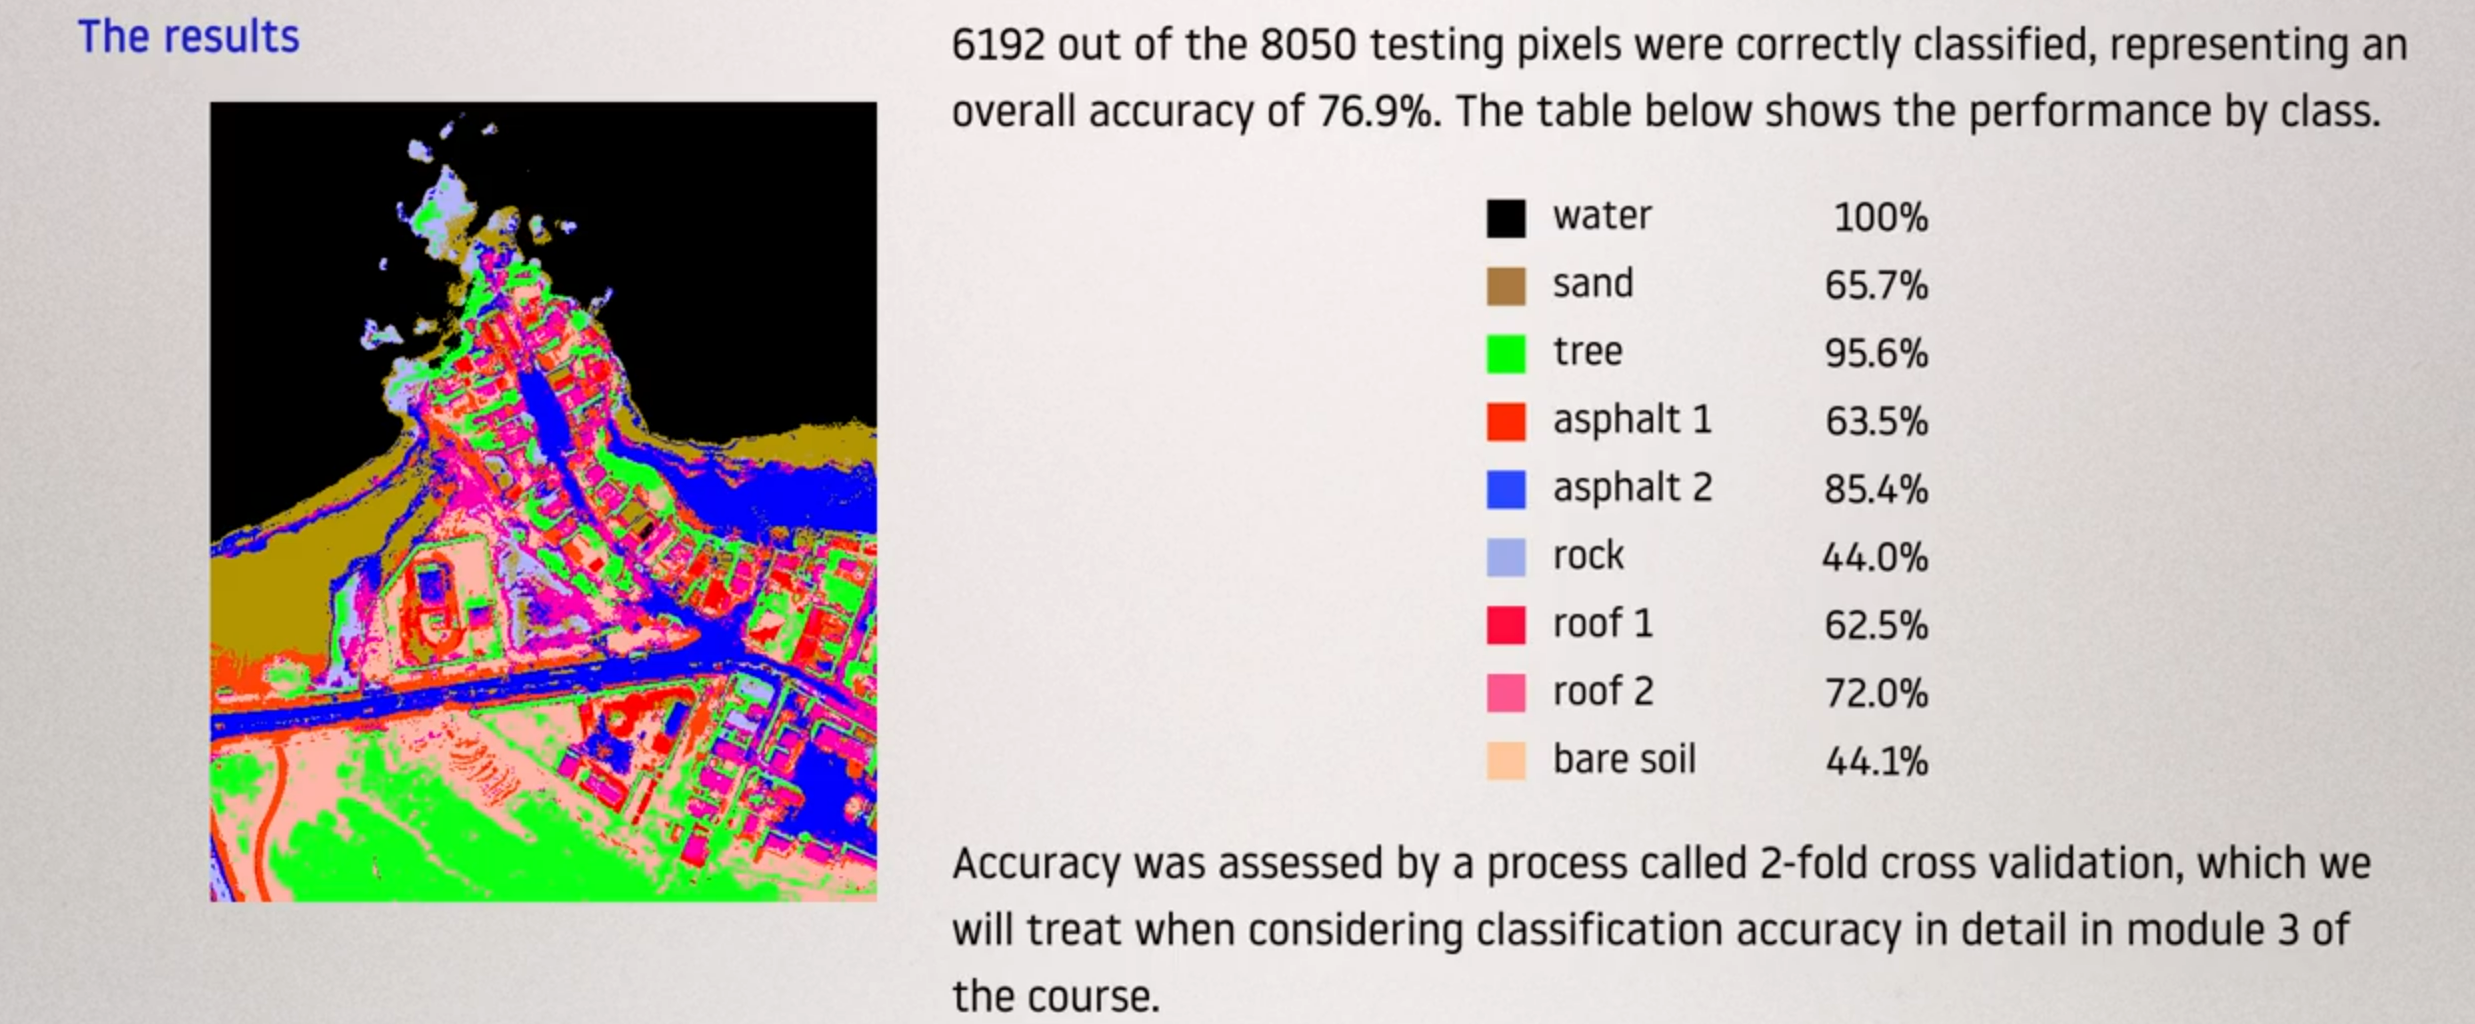 The results
6192 out of the 8050 testing pixels were correctly classified, representing an
overall accuracy of 76.9%. The table below shows the performance by class.
water 100%
sand 65.7%
tree 95.6%
asphalt 1 63.5%
asphalt 2 85.4%
rock 44.0%
roof 1 62.5%
roof 2 72.0%
bare soil 44.1%
Accuracy was assessed by a process called 2-fold cross validation, which we
will treat when considering classification accuracy in detail in module 3 of
the course.